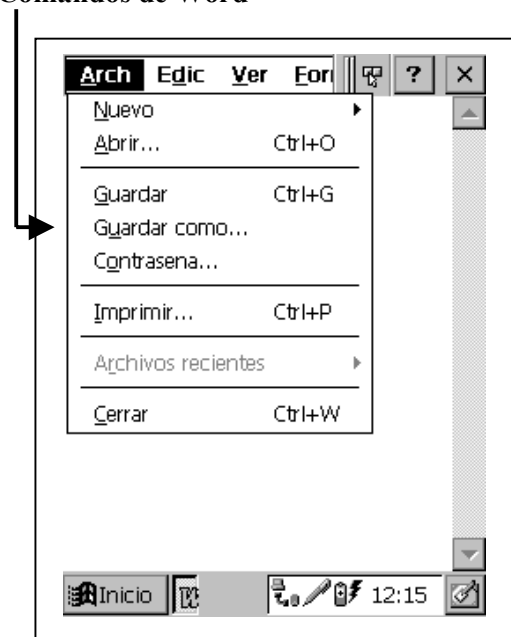 Comandos de Word
Arch Edic Ver Fori ? ×
Nuevo
Abrir... Ctrl+O
Guardar Ctrl+G
Guardar como...
Contrasena...
Imprimir... Ctrl+P
Archivos recientes
Cerrar Ctrl+W
Inicio W 12:15